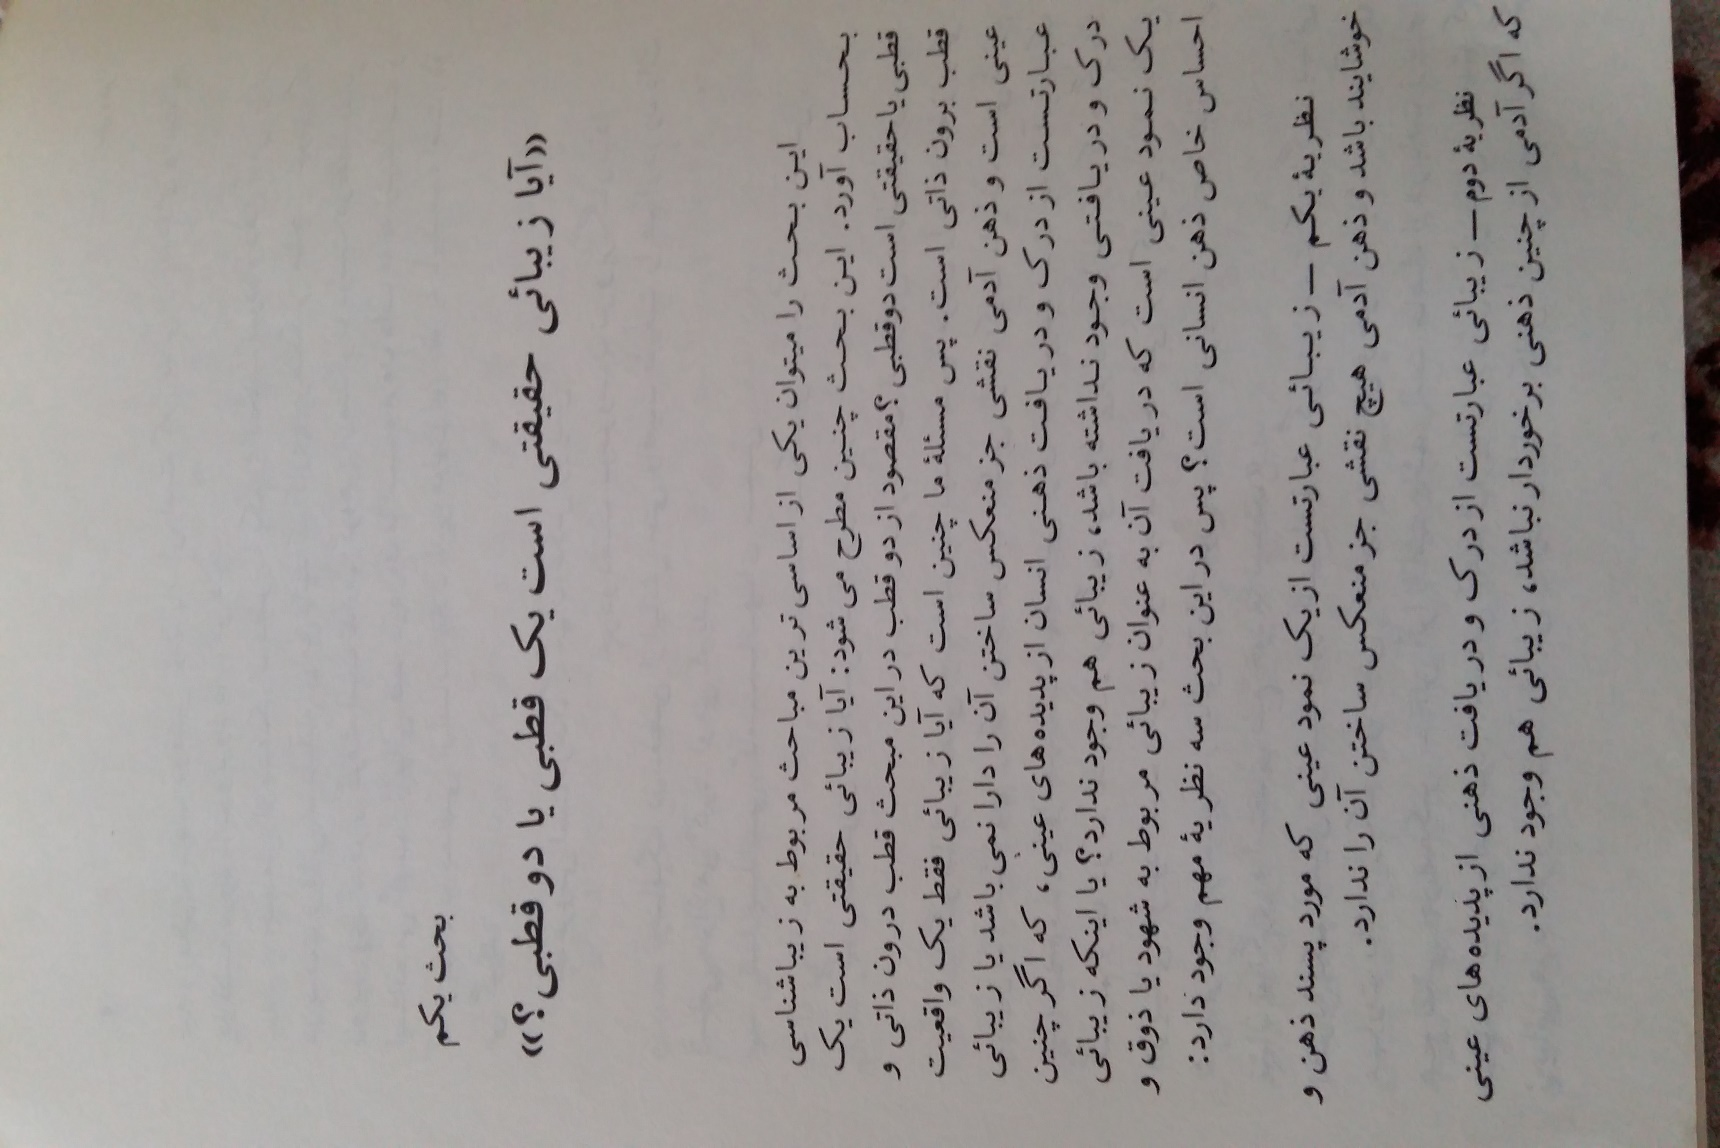 بحث یکم
«آیا زیبائی حقیقتی است یک قطبی یا دو قطبی؟»
این بحث را میتوان یکی از اساسی ترین مباحث مربوط به زیباشناسی
بحساب آورد. این بحث چنین مطرح می شود: آیا زیبائی حقیقتی است یک
قطبی یا حقیقتی است دوقطبی؟ مقصود از دو قطب در این مبحث قطب درون ذاتی و
قطب برون ذاتی است. پس مسئلهٔ ما چنین است که آیا زیبائی فقط یک واقعیت
عینی است و ذهن آدمی نقشی جز منعکس ساختن آن را دارا نمی باشد یا زیبائی
عبارتست از درک و دریافت ذهنی انسان از پدیده های عینی، که اگر چنین
درک و دریافتی وجود نداشته باشد، زیبائی هم وجود ندارد؟ یا اینکه زیبائی
یک نمود عینی است که دریافت آن به عنوان زیبائی مربوط به شهود یا ذوق و
احساس خاص ذهن انسانی است؟ پس در این بحث سه نظریهٔ مهم وجود دارد:
نظریهٔ یکم — زیبائی عبارتست از یک نمود عینی که مورد پسند ذهن و
خوشایند باشد و ذهن آدمی هیچ نقشی جز منعکس ساختن آن را ندارد.
نظریهٔ دوم — زیبائی عبارتست از درک و دریافت ذهنی از پدیده های عینی
که اگر آدمی از چنین ذهنی برخوردار نباشد، زیبائی هم وجود ندارد.